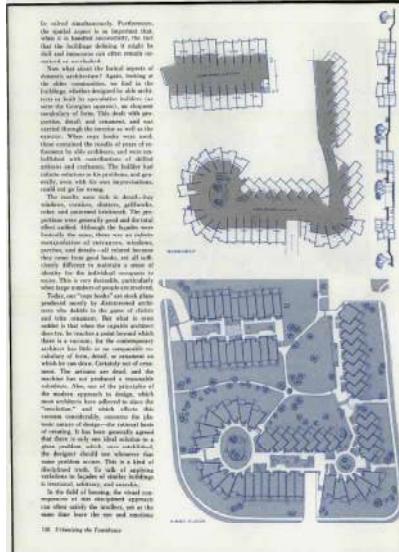 be solved simultaneously. Furthermore,
the spatial aspect is so important that,
when it is handled successfully, the fact
that the buildings defining it might be
dull and innocuous can often remain
Now what about the formal aspects of
domestic architecture? Again, looking at
the older communities, we find in the
buildings, whether designed by able archi-
tects or built by speculative builders (as
were the Georgian squares), an eloquent
vocabulary of form. This dealt with pro-
portion, detail, and ornament, and was
carried through the interior as well as the
exterior. When copy books were used,
these contained the results of years of re-
finement by able architects, and were em-
bellished with contributions of skilled
artisans and craftsmen. The builder had
infinite solutions to his problems, and gen-
erally, even with his own improvisations,
could not go far wrong.
The results were rich in detail—bay
windows, cornices, shutters, grillworks,
color, and patterned brickwork. The pro-
portions were generally good and the total
effect unified. Although the façades were
basically the same, there was an infinite
manipulation of entrances, windows,
porches, and details—all related because
they came from good books, yet all suffi-
ciently different to maintain a sense of
identity for the individual occupants to
enjoy. This is very desirable, particularly
when large numbers of people are involved.
Today, our "copy books" are stock plans
produced mostly by disinterested archi-
tects who dabble in the game of clichés
and trite ornament. But what is even
sadder is that when the capable architect
does try, he reaches a point beyond which
there is a vacuum; for the contemporary
architect has little or no comparable vo-
cabulary of form, detail, or ornament on
which he can draw. Certainly not of orna-
ment. The artisans are dead, and the
machine has not produced a reasonable
substitute. Also, one of the principles of
the modern approach to design, which
most architects have adhered to since the
"revolution," and which affects this
vacuum considerably, concerns the
nature of design—the rational basis
of creating. It has been generally agreed
that there is only one ideal solution to a
given problem which, once established,
the designer should use whenever that
same problem occurs. This is a kind of
disciplined truth. To talk of applying
variations in façades of similar buildings
is irrational, arbitrary, and
In the field of housing, the visual con-
sequences of this disciplined approach
can often satisfy the intellect, yet at the
same time leave the eye and emotions
138 Urbanizing the Townhouse